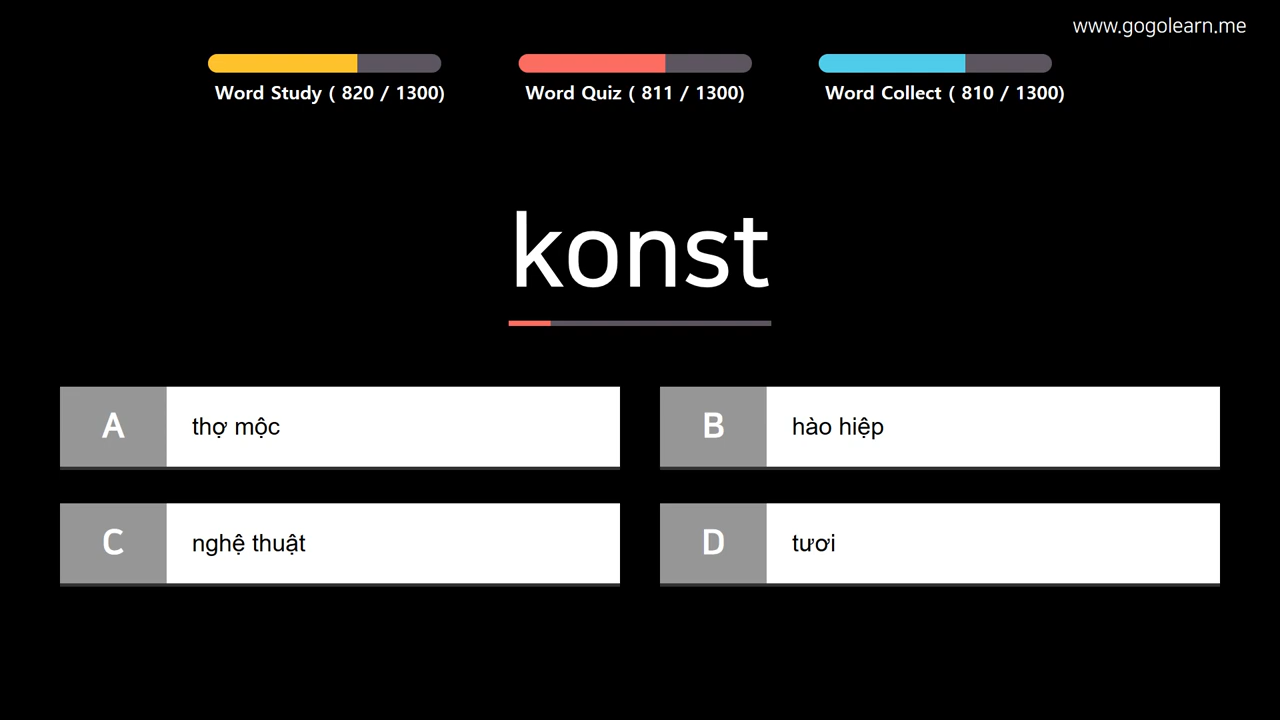 www.gogolearn.me
Word Study ( 820 / 1300)
Word Quiz ( 811 / 1300)
Word Collect ( 810 / 1300)
konst
A
thợ mộc
B
hào hiệp
C
nghệ thuật
D
tươi